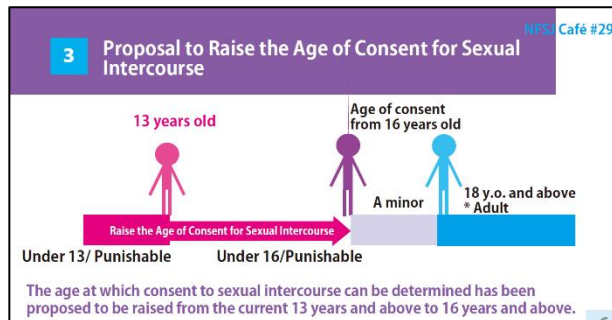 NFSJ Café #29
3 Proposal to Raise the Age of Consent for Sexual
Intercourse
13 years old
Age of consent
from 16 years old
A minor
18 y.o. and above
* Adult
Raise the Age of Consent for Sexual Intercourse
Under 13/ Punishable
Under 16/Punishable
The age at which consent to sexual intercourse can be determined has been
proposed to be raised from the current 13 years and above to 16 years and above.